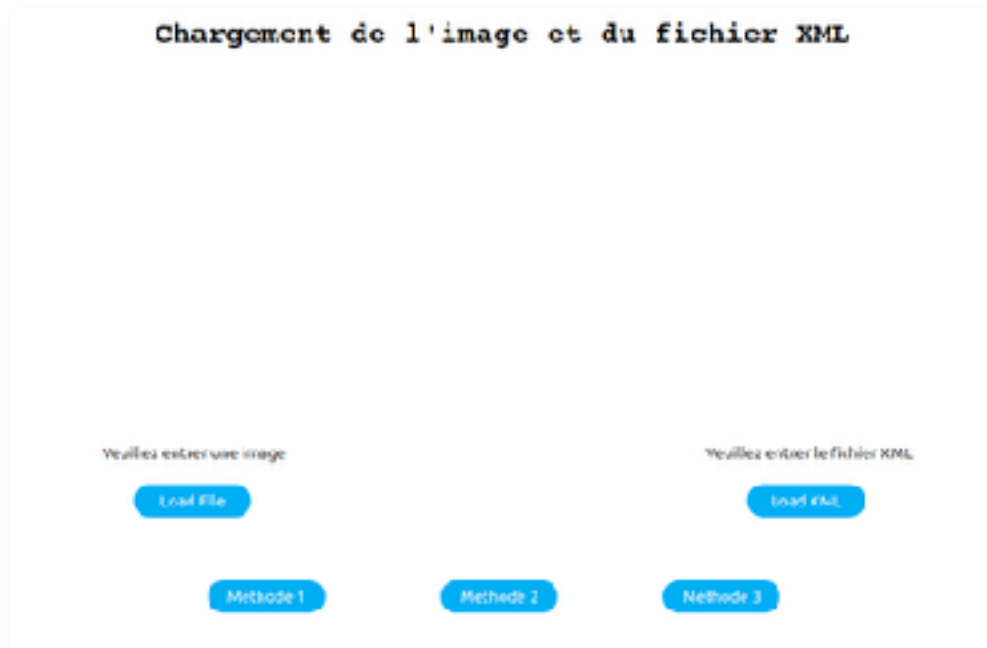 Chargement de l'image et du fichier XML
Veuillez entrer une image
Veuillez entrer le fichier XML
Load File
Load XML
Methode 1
Methode 2
Methode 3